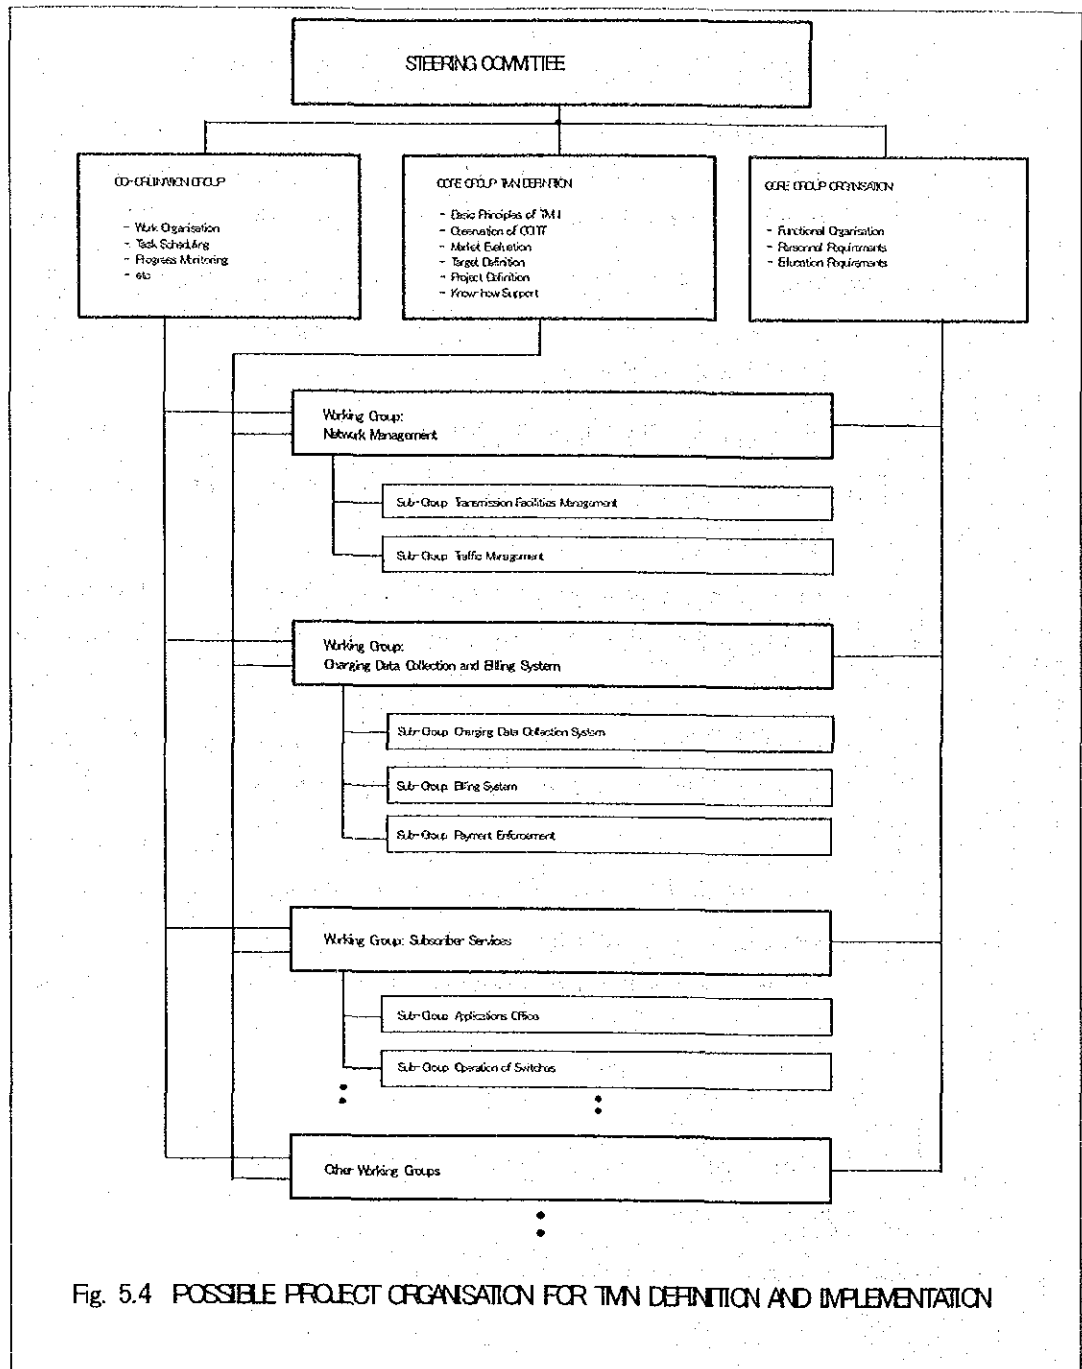 STEERING COMMITTEE
CO-ORDINATION GROUP
- Work Organisation
- Task Scheduling
- Progress Monitoring
- etc
CORE GROUP TMN DEFINITION
- Basic Principles of TMN
- Observation of CCITT
- Market Evaluation
- Target Definition
- Project Definition
- Know-how Support
CORE GROUP ORGANISATION
- Functional Organisation
- Personnal Requirements
- Education Requirements
Working Group:
Network Management
Sub-Group Transmission Facilities Management
Sub-Group Traffic Management
Working Group:
Charging Data Collection and Billing System
Sub-Group Charging Data Collection System
Sub-Group Billing System
Sub-Group Payment Enforcement
Working Group: Subscriber Services
Sub-Group Applications Office
Sub-Group Operation of Switches
Other Working Groups
Fig. 5.4 POSSIBLE PROJECT ORGANISATION FOR TMN DEFINITION AND IMPLEMENTATION